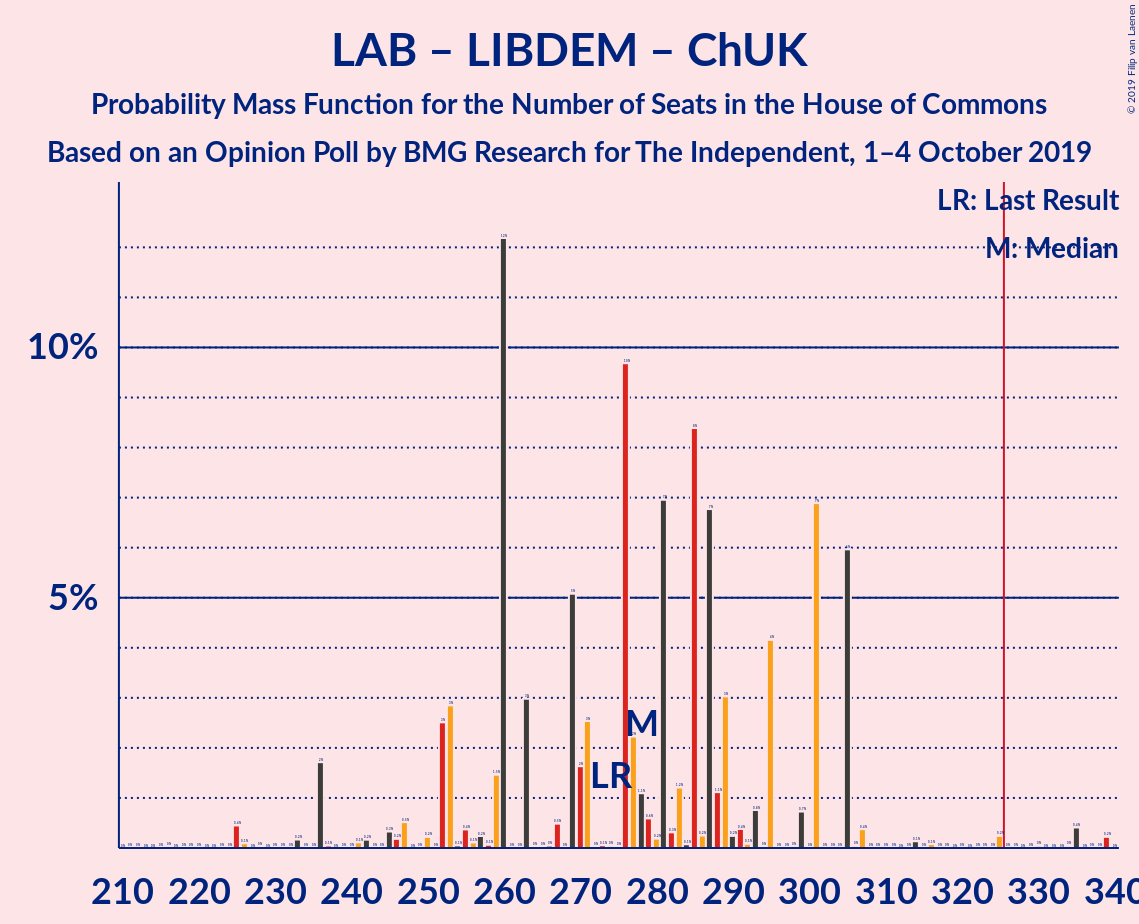 LAB – LIBDEM – ChUK
Probability Mass Function for the Number of Seats in the House of Commons
Based on an Opinion Poll by BMG Research for The Independent, 1–4 October 2019
© 2019 Filip van Laenen
LR: Last Result
M: Median
10%
5%
M
LR
210 220 230 240 250 260 270 280 290 300 310 320 330 340